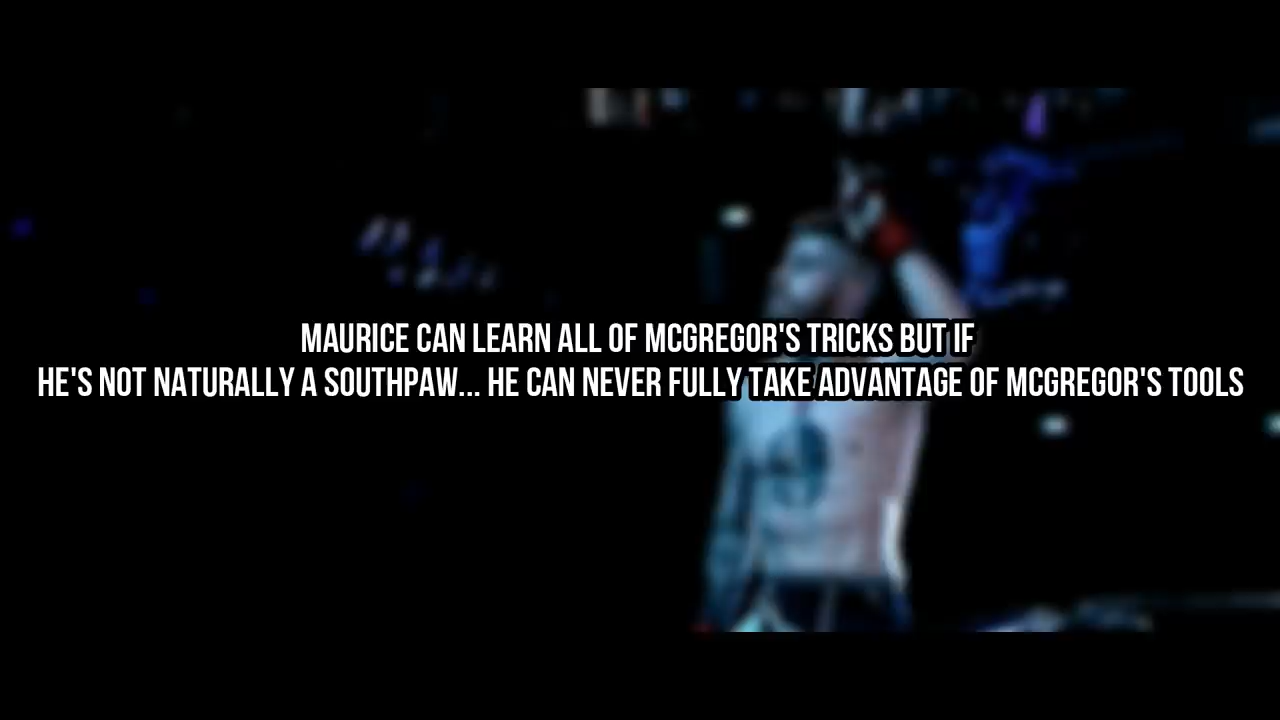 MAURICE CAN LEARN ALL OF MCGREGOR'S TRICKS BUT IF
HE'S NOT NATURALLY A SOUTHPAW... HE CAN NEVER FULLY TAKE ADVANTAGE OF MCGREGOR'S TOOLS